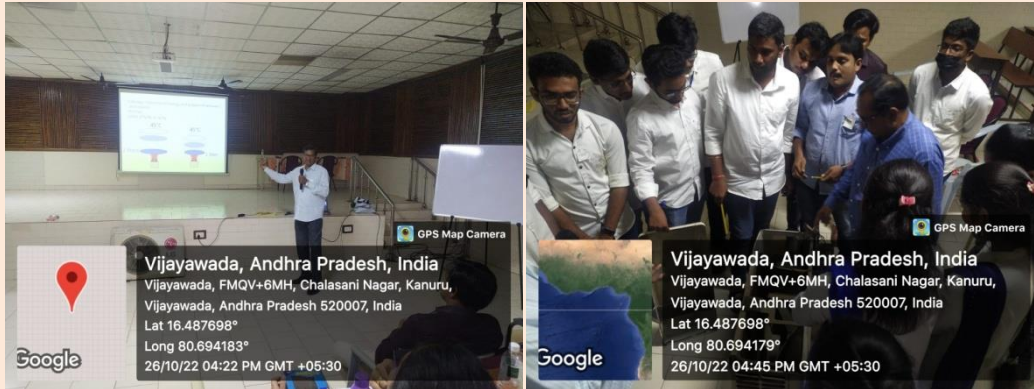 45°C
GPS Map Camera
Vijayawada, Andhra Pradesh, India
Vijayawada, FMQV+6MH, Chalasani Nagar, Kanuru,
Vijayawada, Andhra Pradesh 520007, India
Lat 16.487698°
Long 80.694183°
26/10/22 04:22 PM GMT +05:30
Google
GPS Map Camera
Vijayawada, Andhra Pradesh, India
Vijayawada, FMQV+6MH, Chalasani Nagar, Kanuru,
Vijayawada, Andhra Pradesh 520007, India
Lat 16.487698°
Long 80.694179°
26/10/22 04:45 PM GMT +05:30
Google